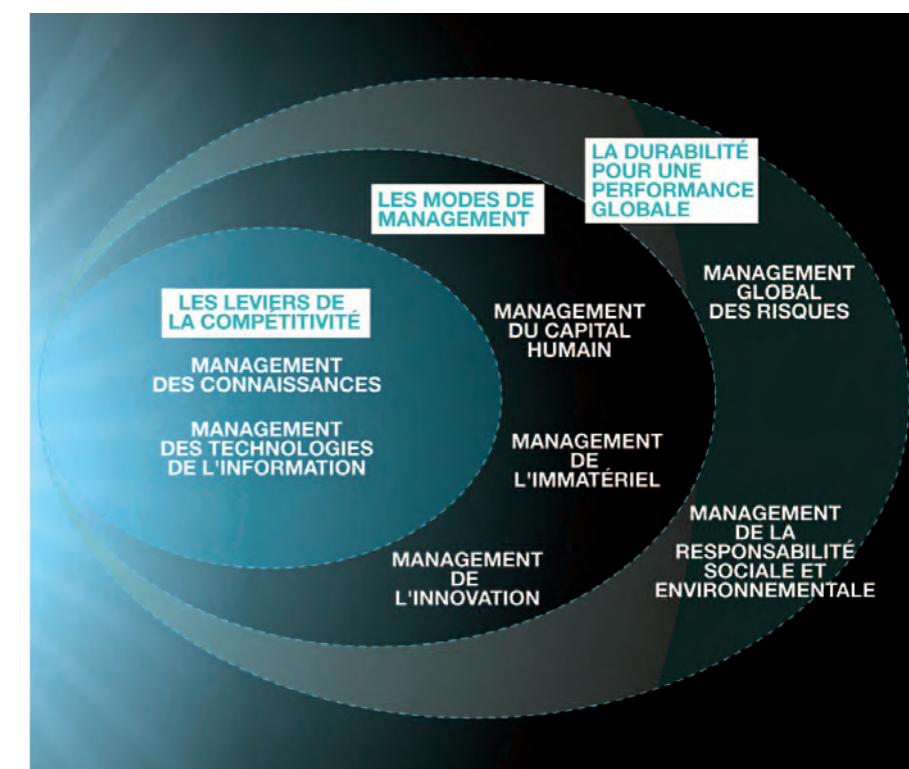 LES LEVIERS DE
LA COMPÉTITIVITÉ
MANAGEMENT
DES CONNAISSANCES
MANAGEMENT
DES TECHNOLOGIES
DE L'INFORMATION
LES MODES DE
MANAGEMENT
MANAGEMENT
DU CAPITAL
HUMAIN
MANAGEMENT
DE
L'IMMATÉRIEL
MANAGEMENT
DE
L'INNOVATION
LA DURABILITÉ
POUR UNE
PERFORMANCE
GLOBALE
MANAGEMENT
GLOBAL
DES RISQUES
MANAGEMENT
DE LA
RESPONSABILITÉ
SOCIALE ET
ENVIRONNEMENTALE